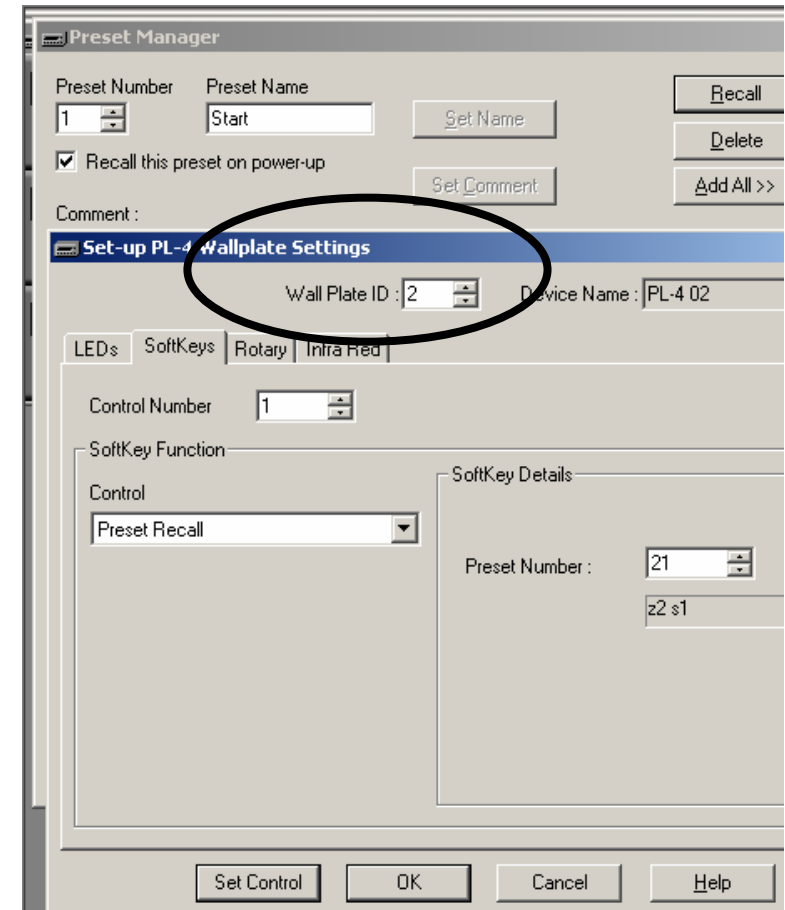 Preset Manager
Preset Number Preset Name
1 Start Set Name Recall
Recall this preset on power-up Delete
Set Comment Add All >>
Comment :
Set-up PL-4 Wallplate Settings
Wall Plate ID : 2 Device Name : PL-4 02
LEDs SoftKeys Rotary Infra Red
Control Number 1
SoftKey Function
SoftKey Details
Control
Preset Recall
Preset Number : 21
z2 s1
Set Control OK Cancel Help